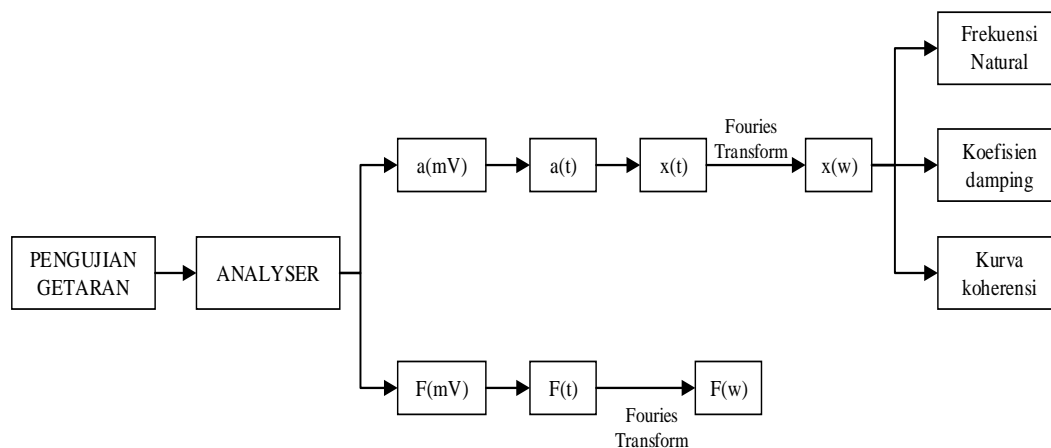 Frekuensi
Natural
Fouries
Transform
a(mV)
a(t)
x(t)
x(w)
Koefisien
damping
PENGUJIAN
GETARAN
ANALYSER
Kurva
koherensi
F(mV)
F(t)
F(w)
Fouries
Transform